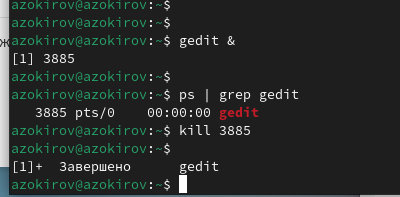 azokirov@azokirov:~$
azokirov@azokirov:~$
azokirov@azokirov:~$ gedit &
[1] 3885
azokirov@azokirov:~$
azokirov@azokirov:~$ ps | grep gedit
   3885 pts/0    00:00:00 gedit
azokirov@azokirov:~$ kill 3885
azokirov@azokirov:~$
[1]+  Завершено      gedit
azokirov@azokirov:~$